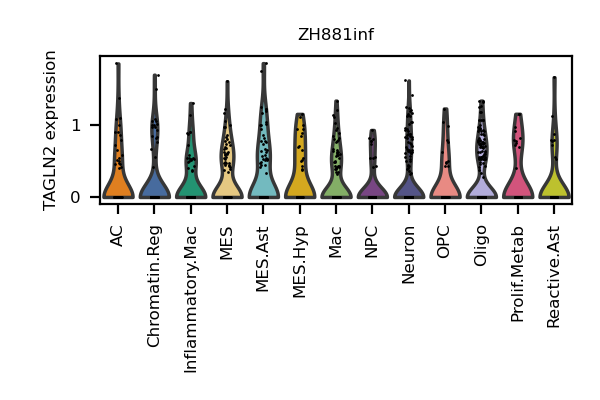 ZH881inf
TAGLN2 expression
1
0
AC
Chromatin.Reg
Inflammatory.Mac
MES
MES.Ast
MES.Hyp
Mac
NPC
Neuron
OPC
Oligo
Prolif.Metab
Reactive.Ast